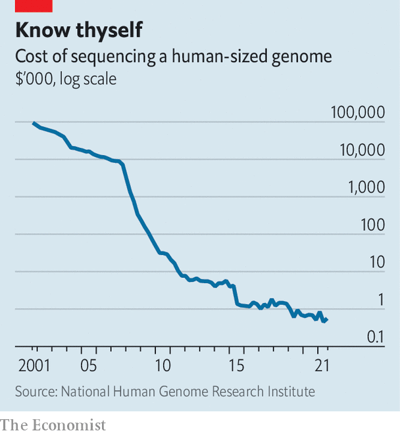 Know thyself
Cost of sequencing a human-sized genome
$’000, log scale
100,000
10,000
1,000
100
10
1
0.1
2001 05 10 15 21
Source: National Human Genome Research Institute
The Economist